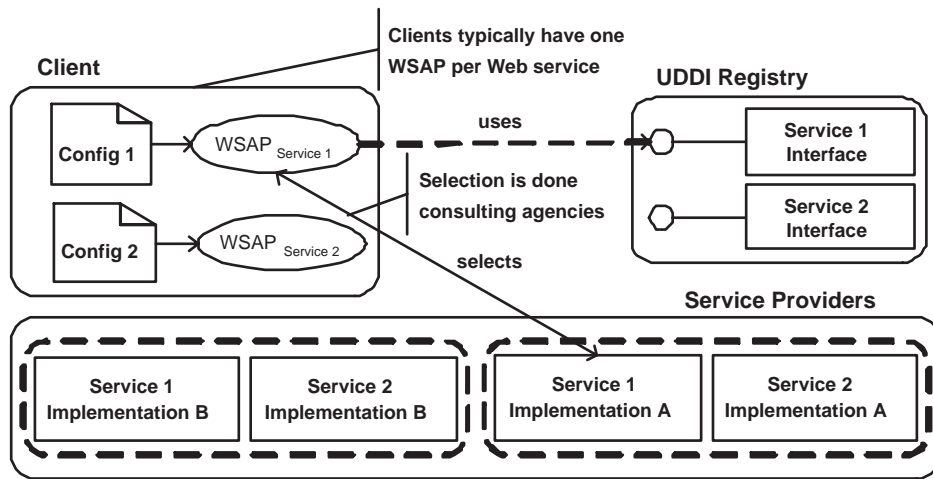 Clients typically have one
WSAP per Web service
Client
UDDI Registry
Config 1
WSAP Service 1
uses
Service 1
Interface
Selection is done
consulting agencies
Config 2
WSAP Service 2
Service 2
Interface
selects
Service Providers
Service 1
Implementation B
Service 2
Implementation B
Service 1
Implementation A
Service 2
Implementation A